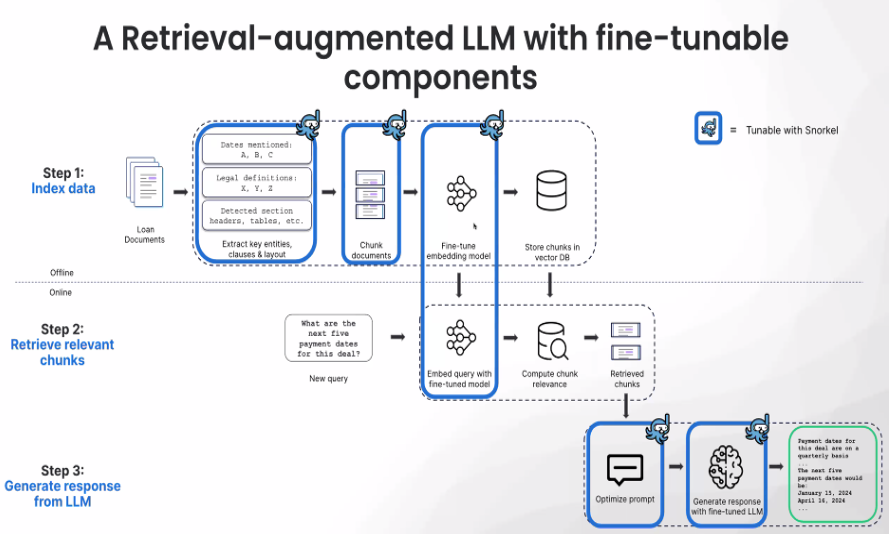 A Retrieval-augmented LLM with fine-tunable
components
= Tunable with Snorkel
Step 1:
Index data
Loan
Documents
Dates mentioned:
A, B, C
Legal definitions:
X, Y, Z
Detected section
headers, tables, etc.
Extract key entities,
clauses & layout
Chunk
documents
Fine-tune
embedding model
Store chunks in
vector DB
Offline
Online
Step 2:
Retrieve relevant
chunks
What are the
next five
payment dates
for this deal?
New query
Embed query with
fine-tuned model
Compute chunk
relevance
Retrieved
chunks
Step 3:
Generate response
from LLM
Optimize prompt
Generate response
with fine-tuned LLM
Payment dates for
this deal are on a
quarterly basis
...
The next five
payment dates would
be:
January 15, 2024
April 16, 2024
...